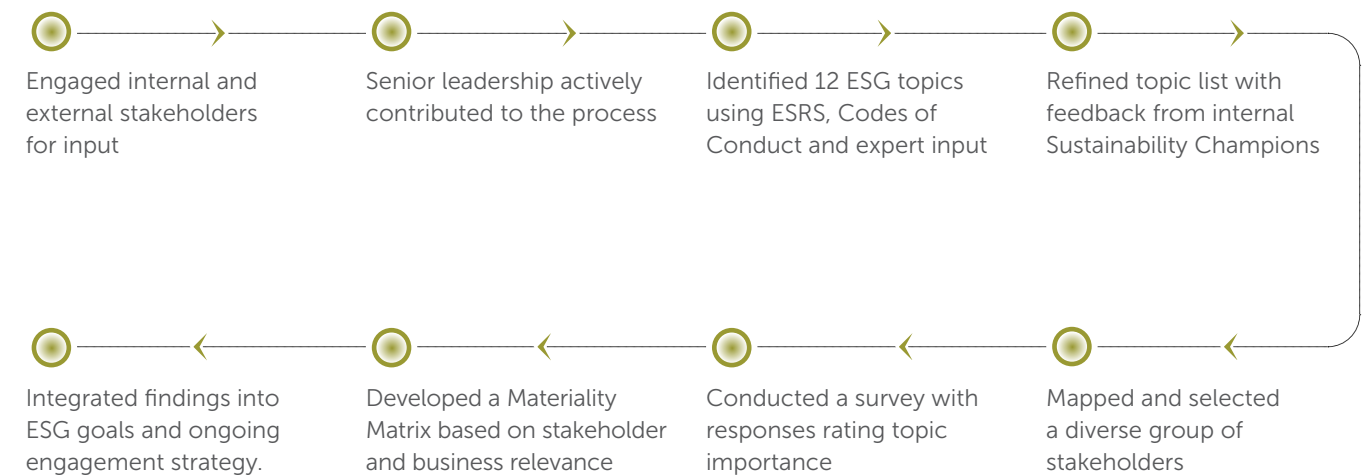 Engaged internal and
external stakeholders
for input
Senior leadership actively
contributed to the process
Identified 12 ESG topics
using ESRS, Codes of
Conduct and expert input
Refined topic list with
feedback from internal
Sustainability Champions
Mapped and selected
a diverse group of
stakeholders
Conducted a survey with
responses rating topic
importance
Developed a Materiality
Matrix based on stakeholder
and business relevance
Integrated findings into
ESG goals and ongoing
engagement strategy.